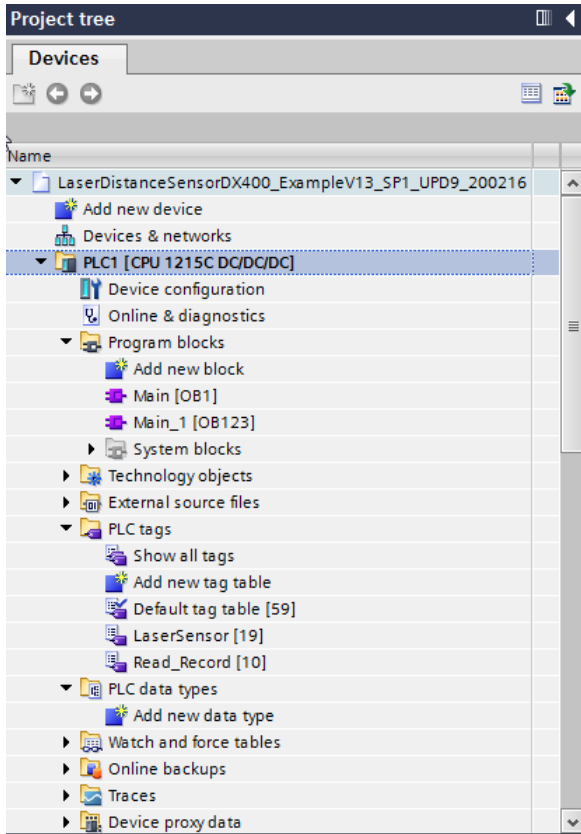 Project tree
Devices
Name
LaserDistanceSensorDX400_ExampleV13_SP1_UPD9_200216
Add new device
Devices & networks
PLC1 [CPU 1215C DC/DC/DC]
Device configuration
Online & diagnostics
Program blocks
Add new block
Main [OB1]
Main_1 [OB123]
System blocks
Technology objects
External source files
PLC tags
Show all tags
Add new tag table
Default tag table [59]
LaserSensor [19]
Read_Record [10]
PLC data types
Add new data type
Watch and force tables
Online backups
Traces
Device proxy data